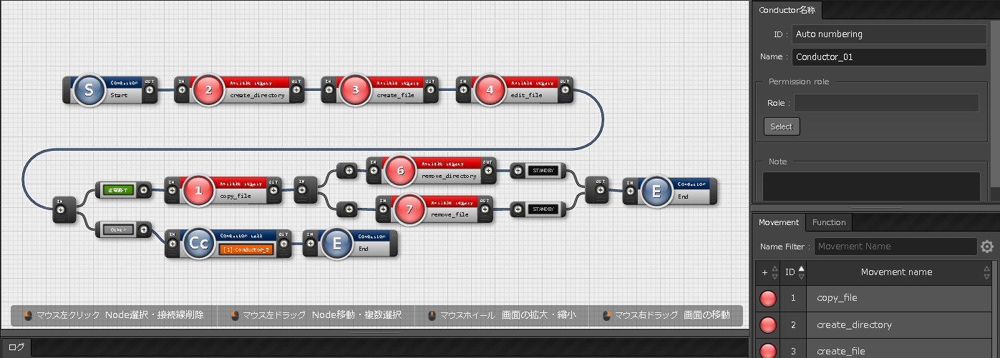 Conductor名称
ID : Auto numbering
Name : Conductor_01
Permission role
Role :
Select
Note
S Conductor OUT
Start
IN 2 Ansible Legacy OUT
create_directory
IN 3 Ansible Legacy OUT
create_file
IN 4 Ansible Legacy OUT
edit_file
IN
正常終了
IN 1 Ansible Legacy OUT
copy_file
IN
IN 6 Ansible Legacy OUT
remove_directory
STANDBY
IN 7 Ansible Legacy OUT
remove_file
STANDBY
OUT
IN E Conductor
End
Other
IN Cc Conductor call OUT
[1]:Conductor_2
IN E Conductor
End
マウス左クリック Node選択・接続線削除
マウス左ドラッグ Node移動・複数選択
マウスホイール 画面の拡大・縮小
マウス右ドラッグ 画面の移動
ログ
Movement Function
Name Filter : Movement Name
+ ID Movement name
1 copy_file
2 create_directory
3 create_file